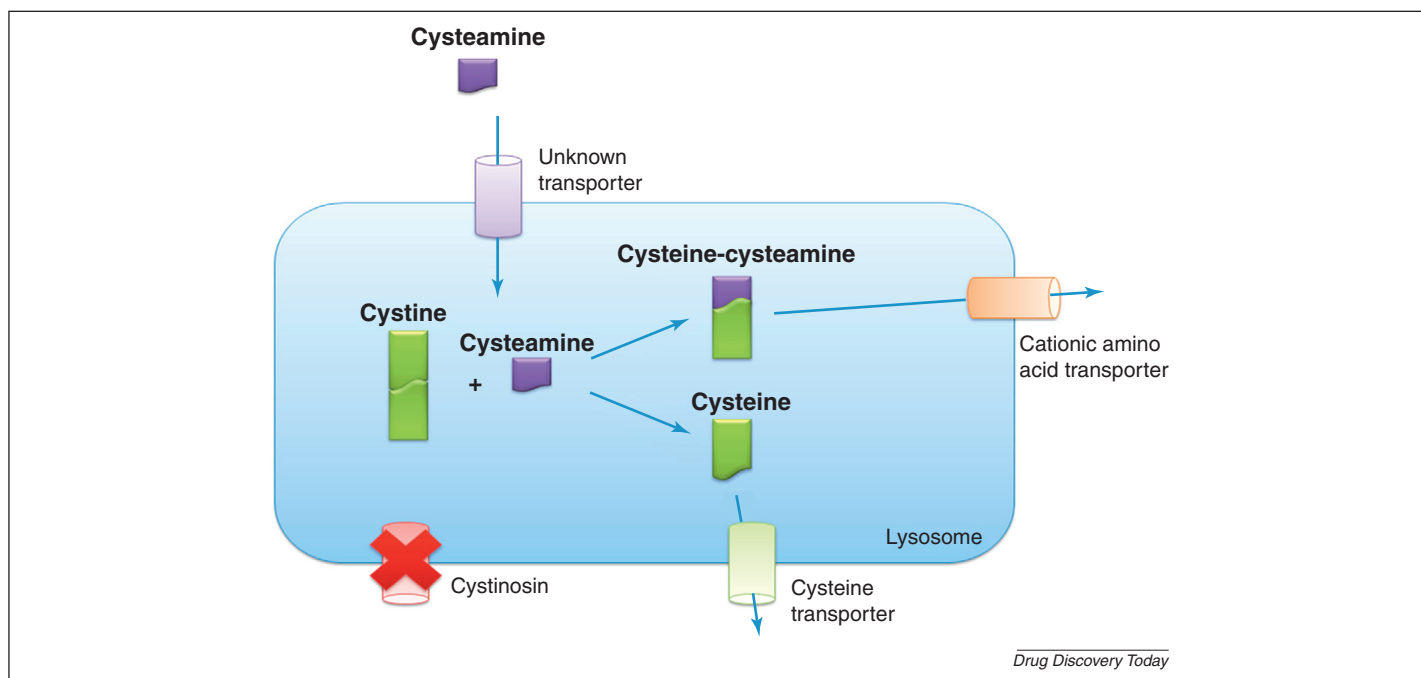 Cysteamine
Unknown
transporter
Cysteine-cysteamine
Cystine
Cysteamine
+
Cationic amino
acid transporter
Cysteine
Lysosome
Cystinosin
Cysteine
transporter
Drug Discovery Today